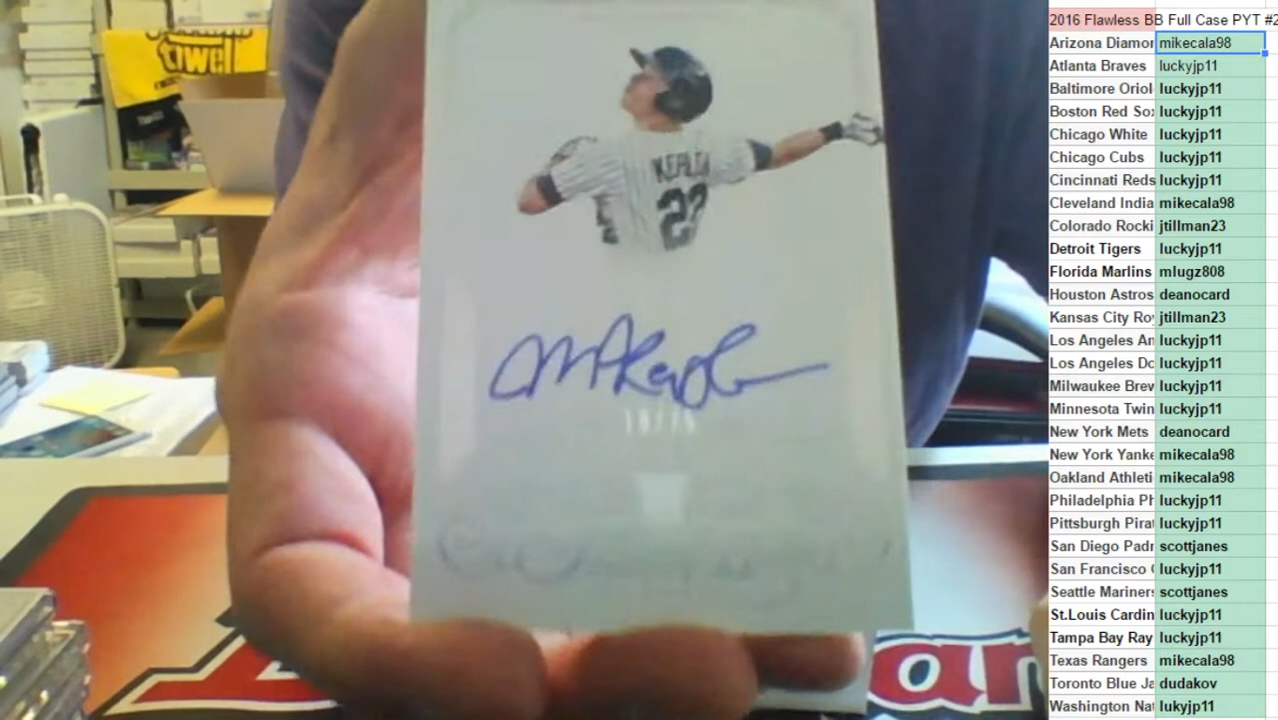 KEPLER
22
2016 Flawless BB Full Case PYT #2
Arizona Diamor mikecala98
Atlanta Braves luckyjp11
Baltimore Oriol luckyjp11
Boston Red Sox luckyjp11
Chicago White luckyjp11
Chicago Cubs luckyjp11
Cincinnati Reds luckyjp11
Cleveland India mikecala98
Colorado Rocki jtillman23
Detroit Tigers luckyjp11
Florida Marlins mlugz808
Houston Astros deanocard
Kansas City Roy jtillman23
Los Angeles An luckyjp11
Los Angeles Do luckyjp11
Milwaukee Brew luckyjp11
Minnesota Twin luckyjp11
New York Mets deanocard
New York Yanke mikecala98
Oakland Athleti mikecala98
Philadelphia Ph luckyjp11
Pittsburgh Pirat luckyjp11
San Diego Padr scottjanes
San Francisco luckyjp11
Seattle Mariners scottjanes
St.Louis Cardin luckyjp11
Tampa Bay Ray luckyjp11
Texas Rangers mikecala98
Toronto Blue Ja dudakov
Washington Nat lukyjp11